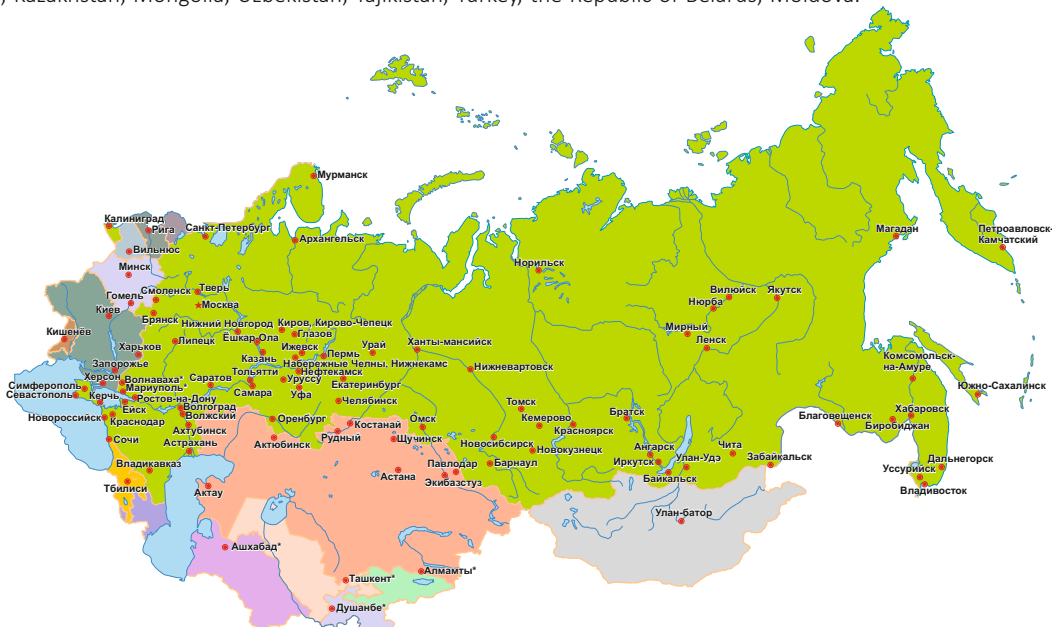 , Kazakhstan, Mongolia, Uzbekistan, Tajikistan, Turkey, the Republic of Belarus, Moldova.
Мурманск
Калиниград
Рига
Санкт-Петербург
Архангельск
Магадан
Петроавловск-
Камчатский
Вильнюс
Минск
Норильск
Смоленск
Тверь
Вилюйск
Якутск
Гомель
Москва
Нюрба
Киев
Брянск
Нижний Новгород
Киров, Кирово-Чепецк
Мирный
Кишенёв
Ёшкар-Ола
Глазов
Липецк
Урай
Ханты-мансийск
Ленск
Харьков
Казань
Ижевск
Пермь
Комсомольск-
на-Амуре
Запорожье
Набережные Челны, Нижнекамс
Нефтекамск
Нижневартовск
Херсон
Волнаваха*
Тольятти
Уруссу
Екатеринбург
Симферополь
Мариуполь*
Саратов
Южно-Сахалинск
Севастополь
Керчь
Ростов-на-Дону
Самара
Уфа
Челябинск
Томск
Ейск
Волгоград
Новороссийск
Краснодар
Волжский
Оренбург
Костанай
Омск
Кемерово
Братск
Благовещенск
Хабаровск
Ахтубинск
Рудный
Красноярск
Биробиджан
Сочи
Астрахань
Актюбинск
Щучинск
Новосибирск
Новокузнецк
Ангарск
Чита
Владикавказ
Павлодар
Барнаул
Иркутск
Улан-Удэ
Забайкальск
Дальнегорск
Астана
Экибазстуз
Байкальск
Уссурийск
Тбилиси
Актау
Владивосток
Улан-батор
Ашхабад*
Ташкент*
Алмамты*
Душанбе*